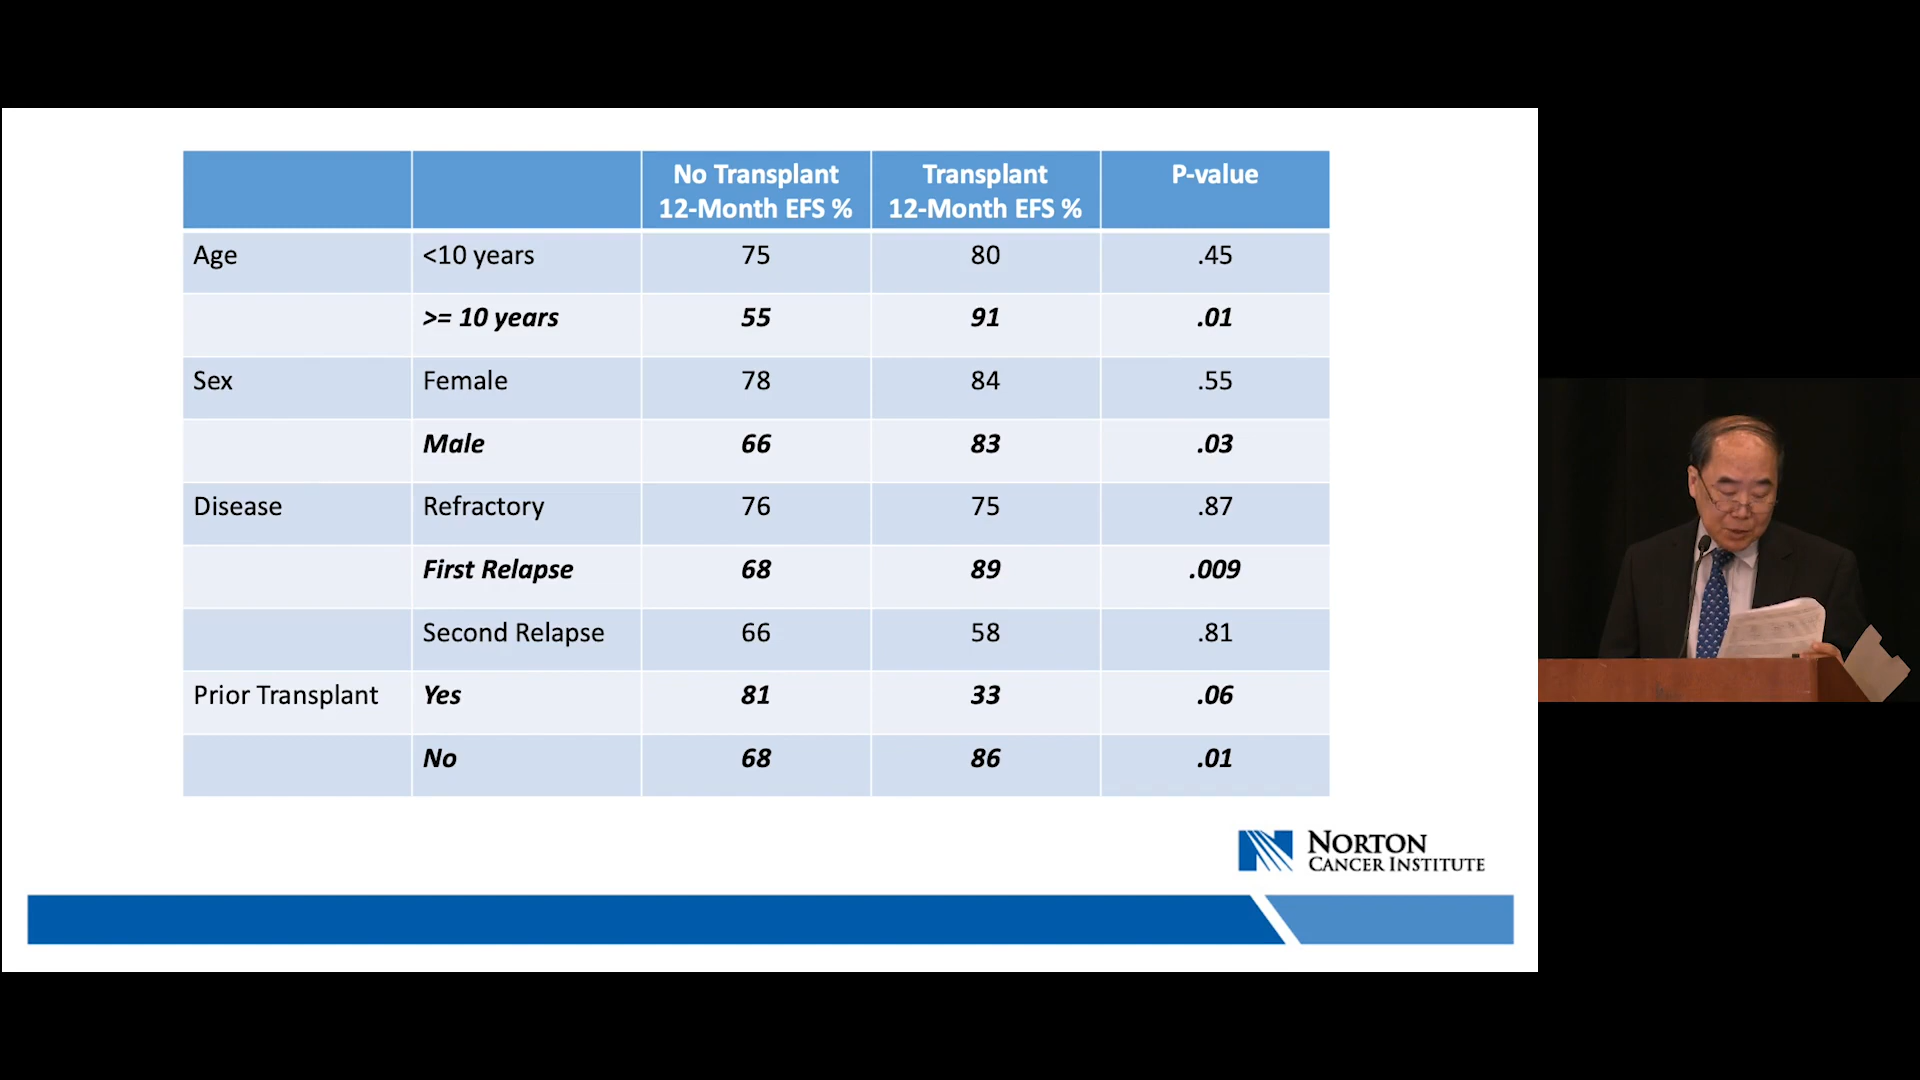 No Transplant Transplant P-value
12-Month EFS % 12-Month EFS %
Age <10 years 75 80 .45
>= 10 years 55 91 .01
Sex Female 78 84 .55
Male 66 83 .03
Disease Refractory 76 75 .87
First Relapse 68 89 .009
Second Relapse 66 58 .81
Prior Transplant Yes 81 33 .06
No 68 86 .01
NORTON
CANCER INSTITUTE